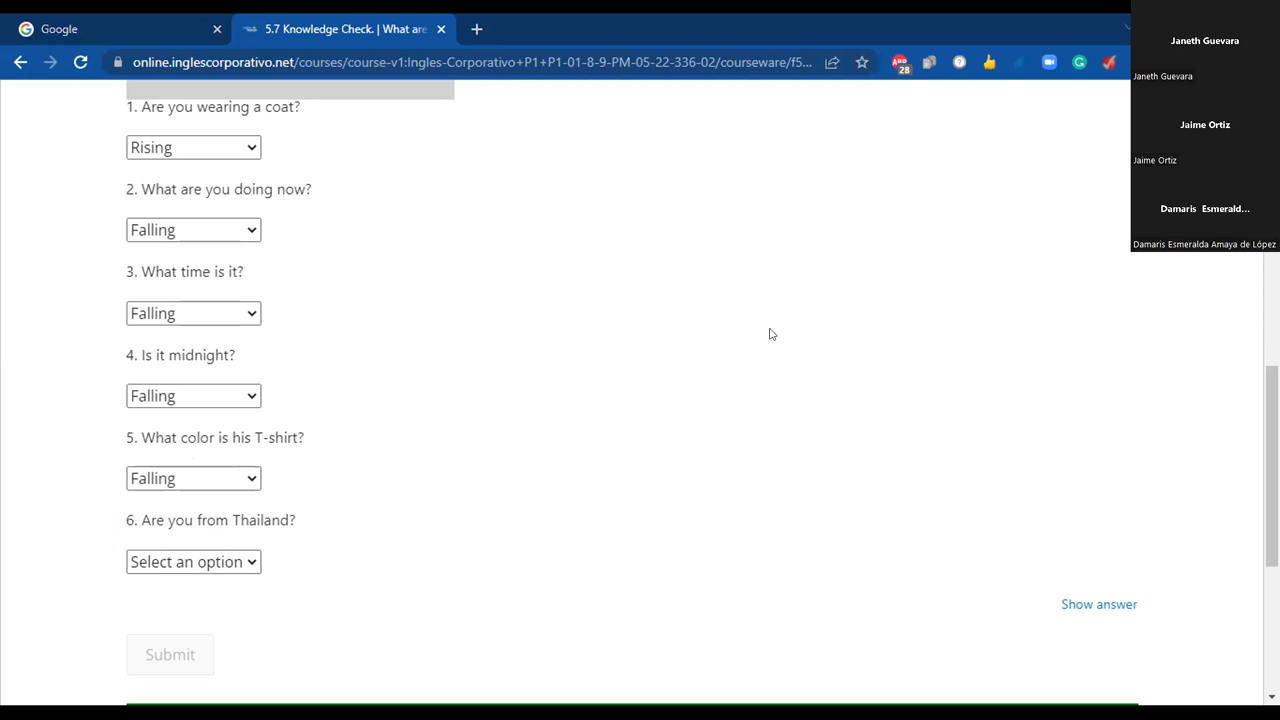 Google
5.7 Knowledge Check. | What are
online.inglescorporativo.net/courses/course-v1:Ingles-Corporativo+P1+P1-01-8-9-PM-05-22-336-02/courseware/f5...
28
1. Are you wearing a coat?
Rising
2. What are you doing now?
Falling
3. What time is it?
Falling
4. Is it midnight?
Falling
5. What color is his T-shirt?
Falling
6. Are you from Thailand?
Select an option
Show answer
Submit
Janeth Guevara
Janeth Guevara
Jaime Ortiz
Jaime Ortiz
Damaris Esmerald...
Damaris Esmeralda Amaya de López